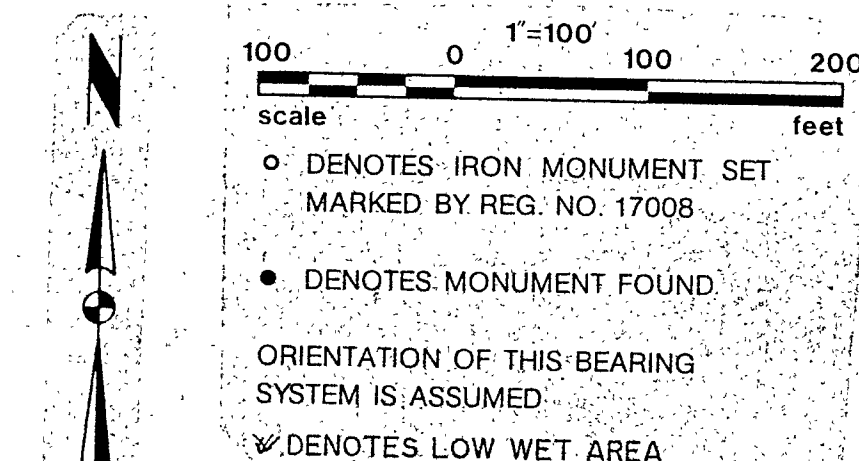 N
1"=100'
100 0 100 200
scale feet
DENOTES IRON MONUMENT SET
MARKED BY REG. NO. 17008
DENOTES MONUMENT FOUND
ORIENTATION OF THIS BEARING
SYSTEM IS ASSUMED
DENOTES LOW WET AREA